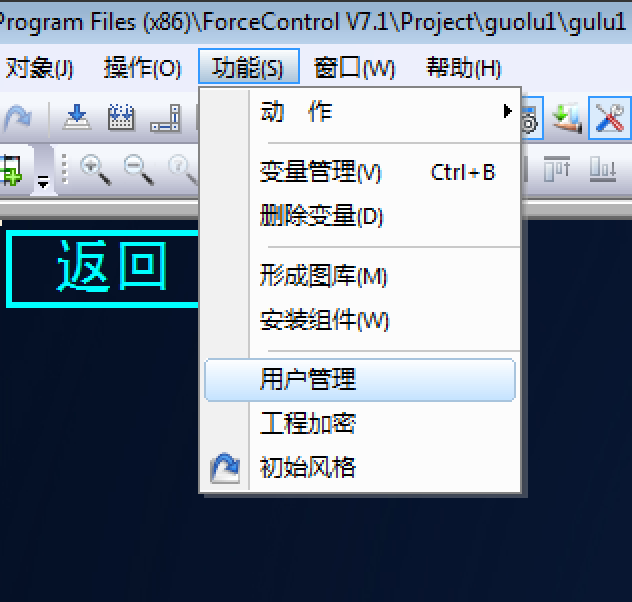 Program Files (x86)\ForceControl V7.1\Project\guolu1\gulu1
对象(J) 操作(O) 功能(S) 窗口(W) 帮助(H)
动 作
变量管理(V) Ctrl+B
删除变量(D)
返回
形成图库(M)
安装组件(W)
用户管理
工程加密
初始风格